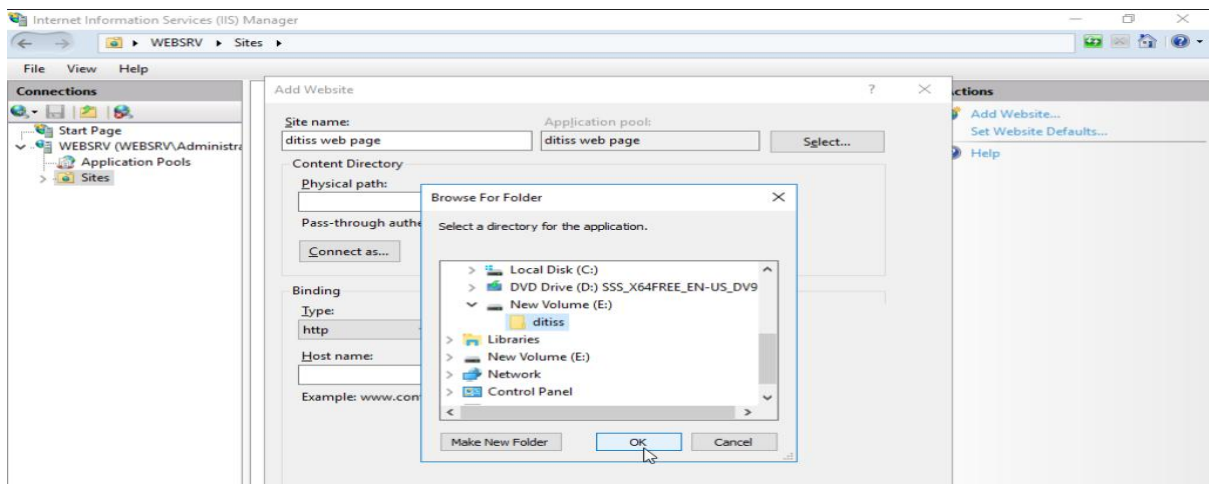 Internet Information Services (IIS) Manager
WEBSRV Sites
File View Help
Connections
Start Page
WEBSRV (WEBSRV\Administra
Application Pools
Sites
Add Website
?
Site name:
Application pool:
ditiss web page
ditiss web page
Select...
Content Directory
Physical path:
Pass-through authe
Connect as...
Binding
Type:
http
Host name:
Example: www.con
Browse For Folder
Select a directory for the application.
Local Disk (C:)
DVD Drive (D:) SSS_X64FREE_EN-US_DV9
New Volume (E:)
ditiss
Libraries
New Volume (E:)
Network
Control Panel
Make New Folder
OK
Cancel
ctions
Add Website...
Set Website Defaults...
Help